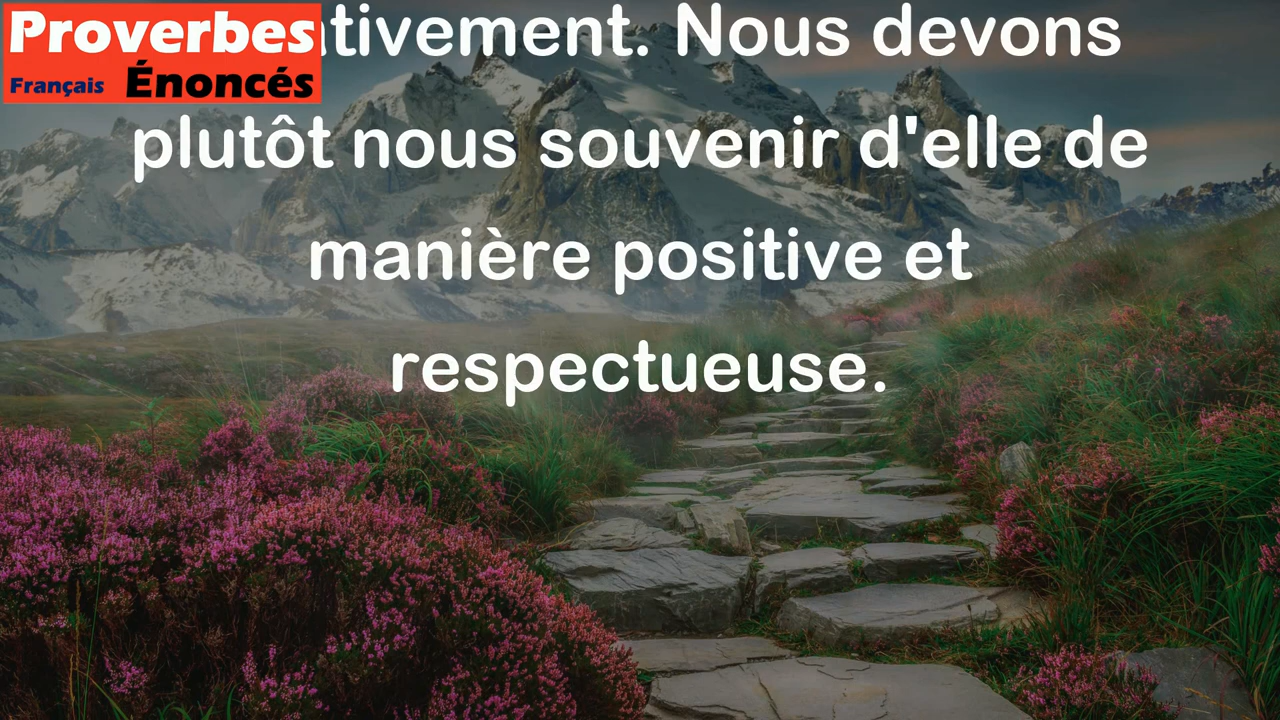 Proverbes
Français Énoncés
tivement. Nous devons
plutôt nous souvenir d'elle de
manière positive et
respectueuse.